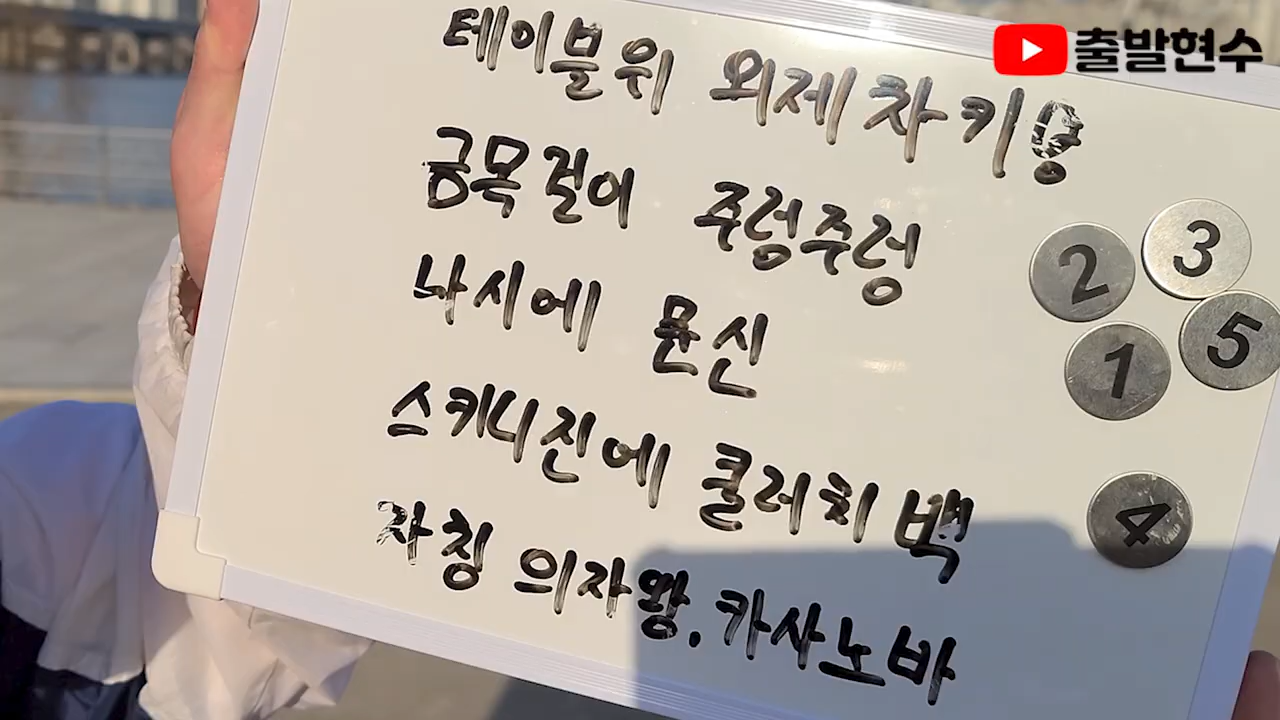 출발현수
테이블위 외제차키!
금목걸이 주렁주렁
나시에 문신
스키니진에 클러치백
자칭 의자왕.카사노바
2 3
1 5
4